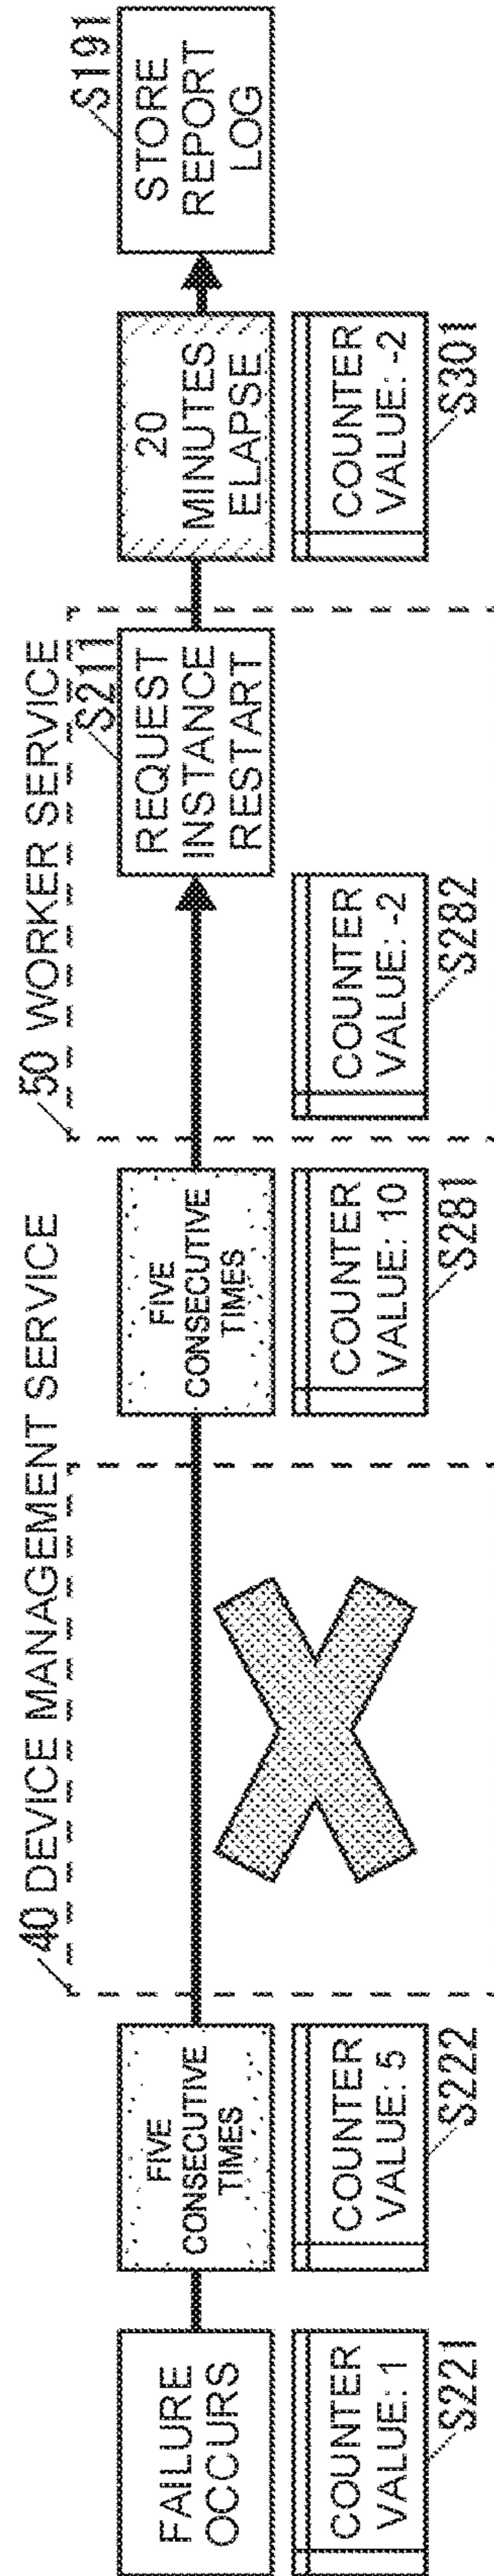 40 DEVICE MANAGEMENT SERVICE
50 WORKER SERVICE
FAILURE
OCCURS
FIVE
CONSECUTIVE
TIMES
FIVE
CONSECUTIVE
TIMES
S211
REQUEST
INSTANCE
RESTART
20
MINUTES
ELAPSE
S191
STORE
REPORT
LOG
COUNTER
VALUE: 1
S221
COUNTER
VALUE: 5
S222
COUNTER
VALUE: 10
S281
COUNTER
VALUE: -2
S282
COUNTER
VALUE: -2
S301